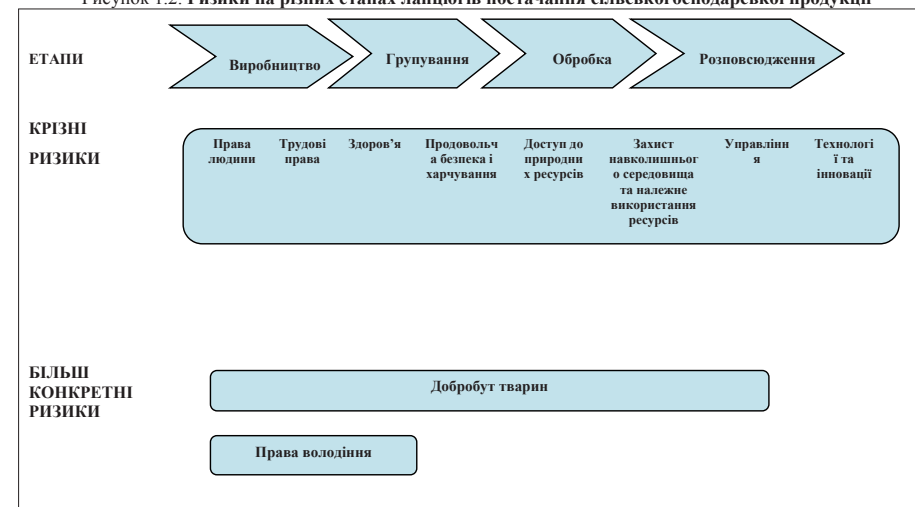 Рисунок 1.2. Ризики на різних етапах ланцюгів постачання сільськогосподарської продукції
ЕТАПИ
Виробництво
Групування
Обробка
Розповсюдження
КРІЗНІ
РИЗИКИ
Права
людини
Трудові
права
Здоров’я
Продовольч
а безпека і
харчування
Доступ до
природни
х ресурсів
Захист
навколишньог
о середовища
та належне
використання
ресурсів
Управлінн
я
Технологі
ї та
інновації
БІЛЬШ
КОНКРЕТНІ
РИЗИКИ
Добробут тварин
Права володіння